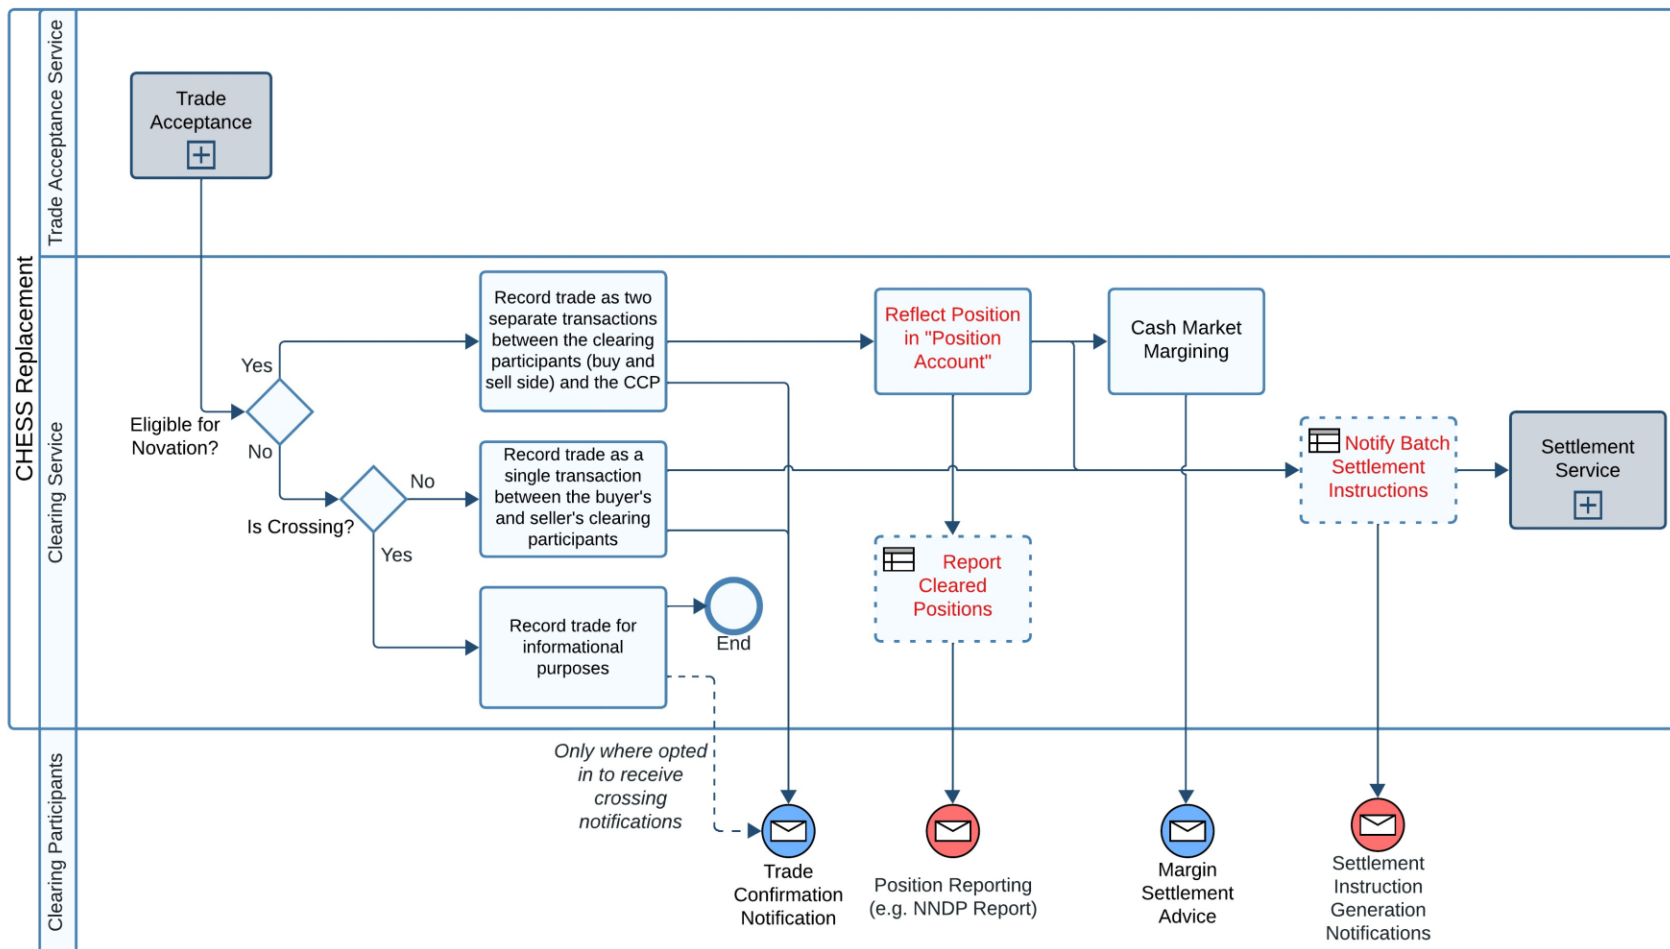 CHESS Replacement
Trade Acceptance Service
Trade
Acceptance
Clearing Service
Eligible for
Novation?
Yes
No
Is Crossing?
No
Yes
Record trade as two
separate transactions
between the clearing
participants (buy and
sell side) and the CCP
Record trade as a
single transaction
between the buyer's
and seller's clearing
participants
Record trade for
informational
purposes
End
Reflect Position
in "Position
Account"
Cash Market
Margining
Report
Cleared
Positions
Notify Batch
Settlement
Instructions
Settlement
Service
Clearing Participants
Only where opted
in to receive
crossing
notifications
Trade
Confirmation
Notification
Position Reporting
(e.g. NNDP Report)
Margin
Settlement
Advice
Settlement
Instruction
Generation
Notifications